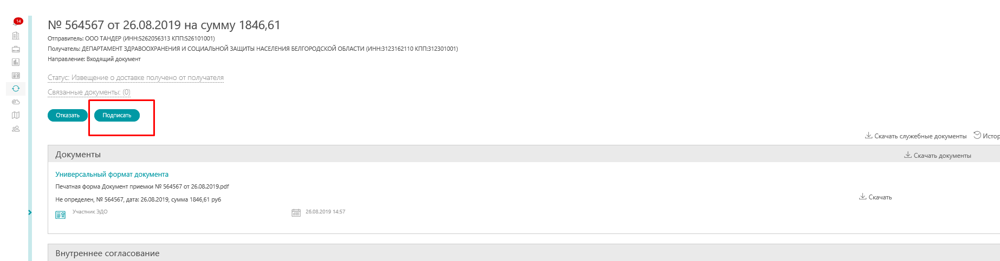 14
№ 564567 от 26.08.2019 на сумму 1846,61
Отправитель: ООО ТАНДЕР (ИНН:5262056313 КПП:526101001)
Получатель: ДЕПАРТАМЕНТ ЗДРАВООХРАНЕНИЯ И СОЦИАЛЬНОЙ ЗАЩИТЫ НАСЕЛЕНИЯ БЕЛГОРОДСКОЙ ОБЛАСТИ (ИНН:3123162110 КПП:312301001)
Направление: Входящий документ
Статус: Извещение о доставке получено от получателя
Связанные документы: (0)
Отказать Подписать
Скачать служебные документы Истор
Документы Скачать документы
Универсальный формат документа
Печатная форма Документ приемки № 564567 от 26.08.2019.pdf
Не определен, № 564567, дата: 26.08.2019, сумма 1846,61 руб Скачать
Участник ЭДО 26.08.2019 14:57
Внутреннее согласование